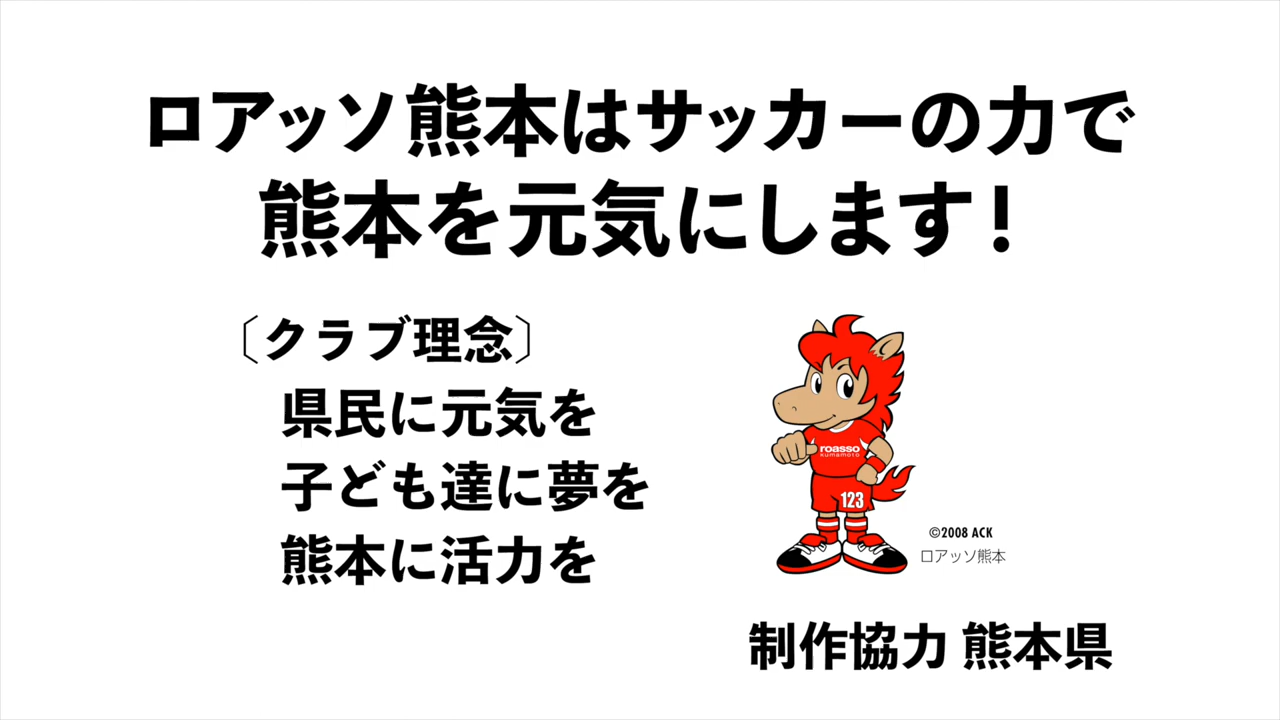 ロアッソ熊本はサッカーの力で
熊本を元気にします!
〔クラブ理念〕
県民に元気を
子ども達に夢を
熊本に活力を
roasso
KUMAMOTO
123
©2008 ACK
ロアッソ熊本
制作協力 熊本県